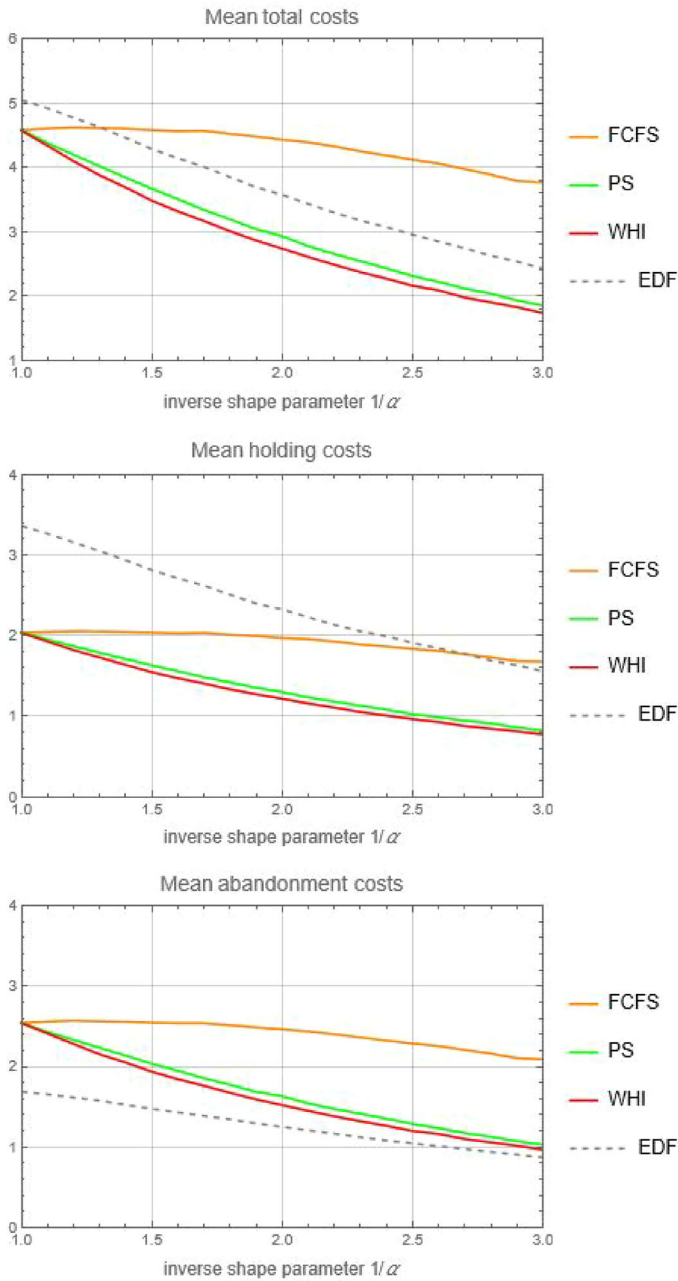 Mean total costs
6
5
4
3
2
1
1.0 1.5 2.0 2.5 3.0
inverse shape parameter 1/α
FCFS
PS
WHI
EDF
Mean holding costs
4
3
2
1
0
1.0 1.5 2.0 2.5 3.0
inverse shape parameter 1/α
FCFS
PS
WHI
EDF
Mean abandonment costs
4
3
2
1
0
1.0 1.5 2.0 2.5 3.0
inverse shape parameter 1/α
FCFS
PS
WHI
EDF